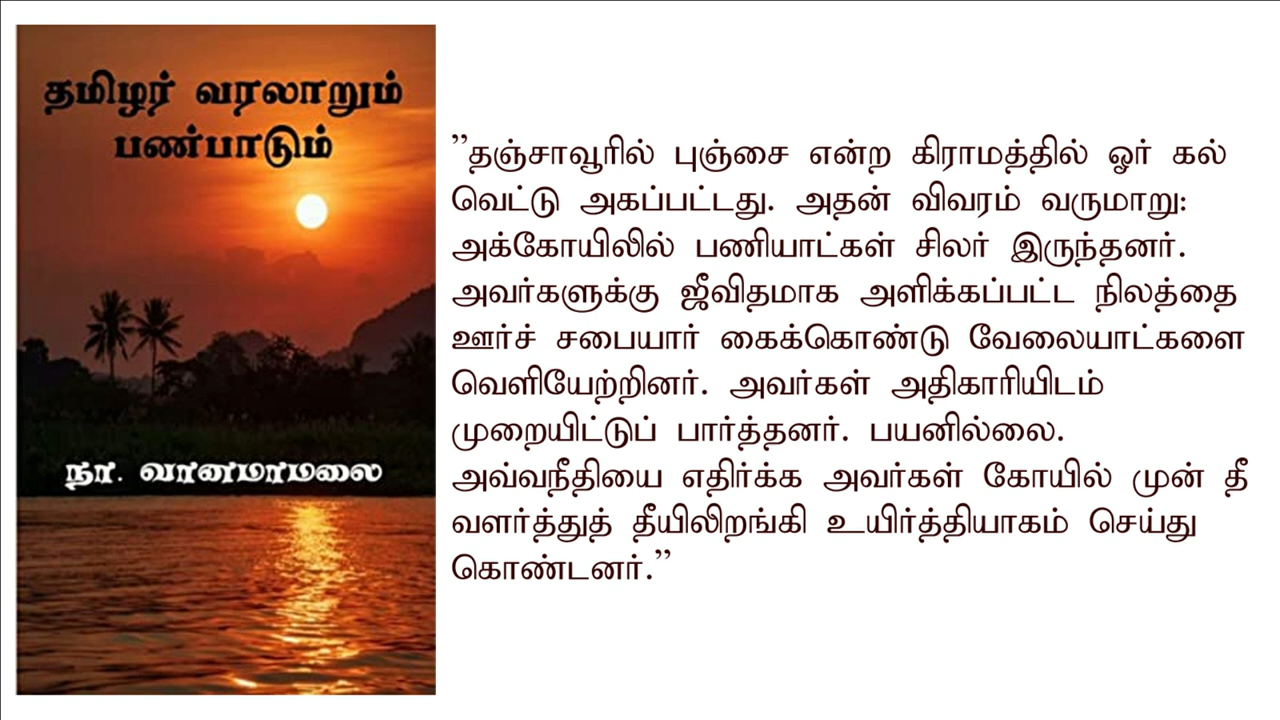 தமிழர் வரலாறும்
பண்பாடும்
நா. வானமாமலை
”தஞ்சாவூரில் புஞ்சை என்ற கிராமத்தில் ஓர் கல்
வெட்டு அகப்பட்டது. அதன் விவரம் வருமாறு:
அக்கோயிலில் பணியாட்கள் சிலர் இருந்தனர்.
அவர்களுக்கு ஜீவிதமாக அளிக்கப்பட்ட நிலத்தை
ஊர்ச் சபையார் கைக்கொண்டு வேலையாட்களை
வெளியேற்றினர். அவர்கள் அதிகாரியிடம்
முறையிட்டுப் பார்த்தனர். பயனில்லை.
அவ்வநீதியை எதிர்க்க அவர்கள் கோயில் முன் தீ
வளர்த்துத் தீயிலிறங்கி உயிர்த்தியாகம் செய்து
கொண்டனர்.”